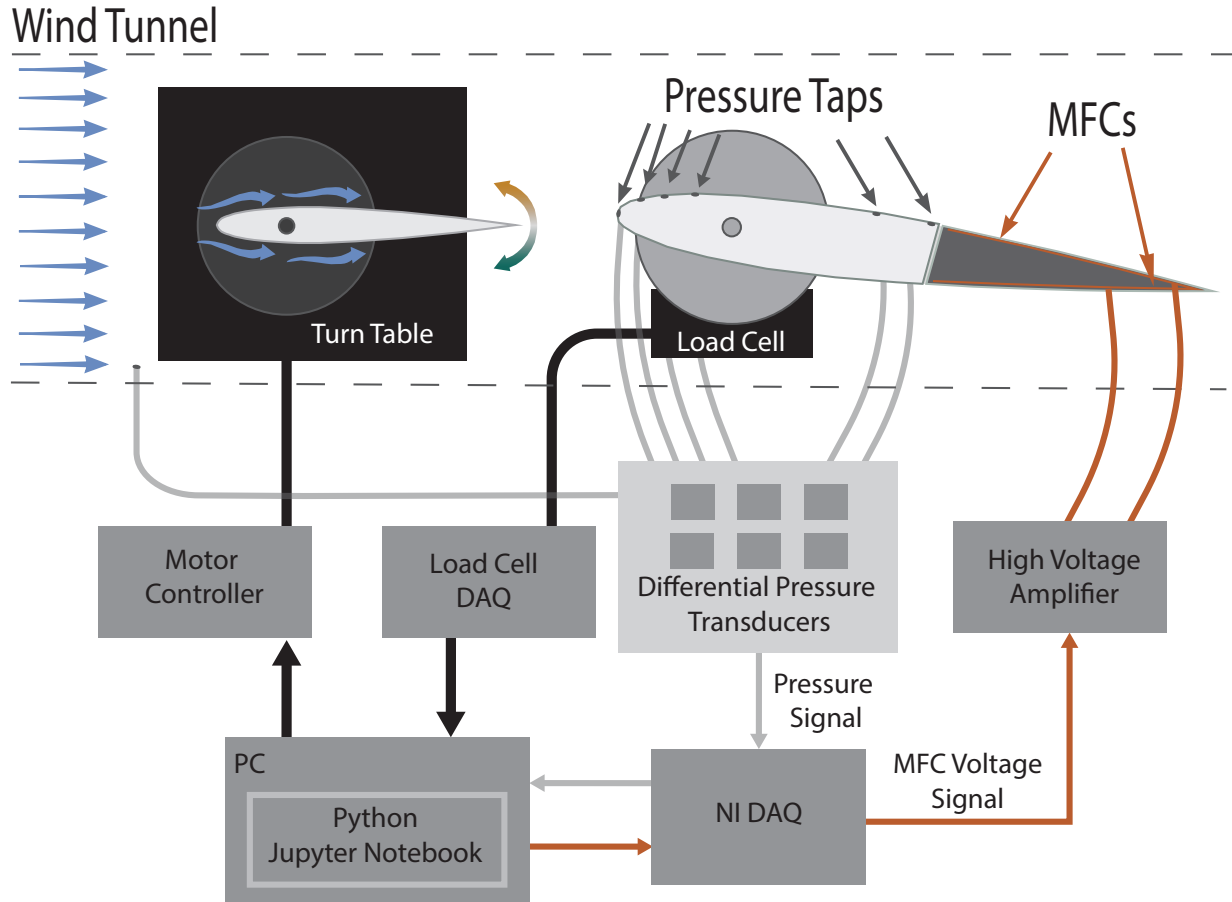 Wind Tunnel
Pressure Taps
MFCs
Turn Table
Load Cell
Motor
Controller
Load Cell
DAQ
Differential Pressure
Transducers
High Voltage
Amplifier
Pressure
Signal
PC
Python
Jupyter Notebook
NI DAQ
MFC Voltage
Signal